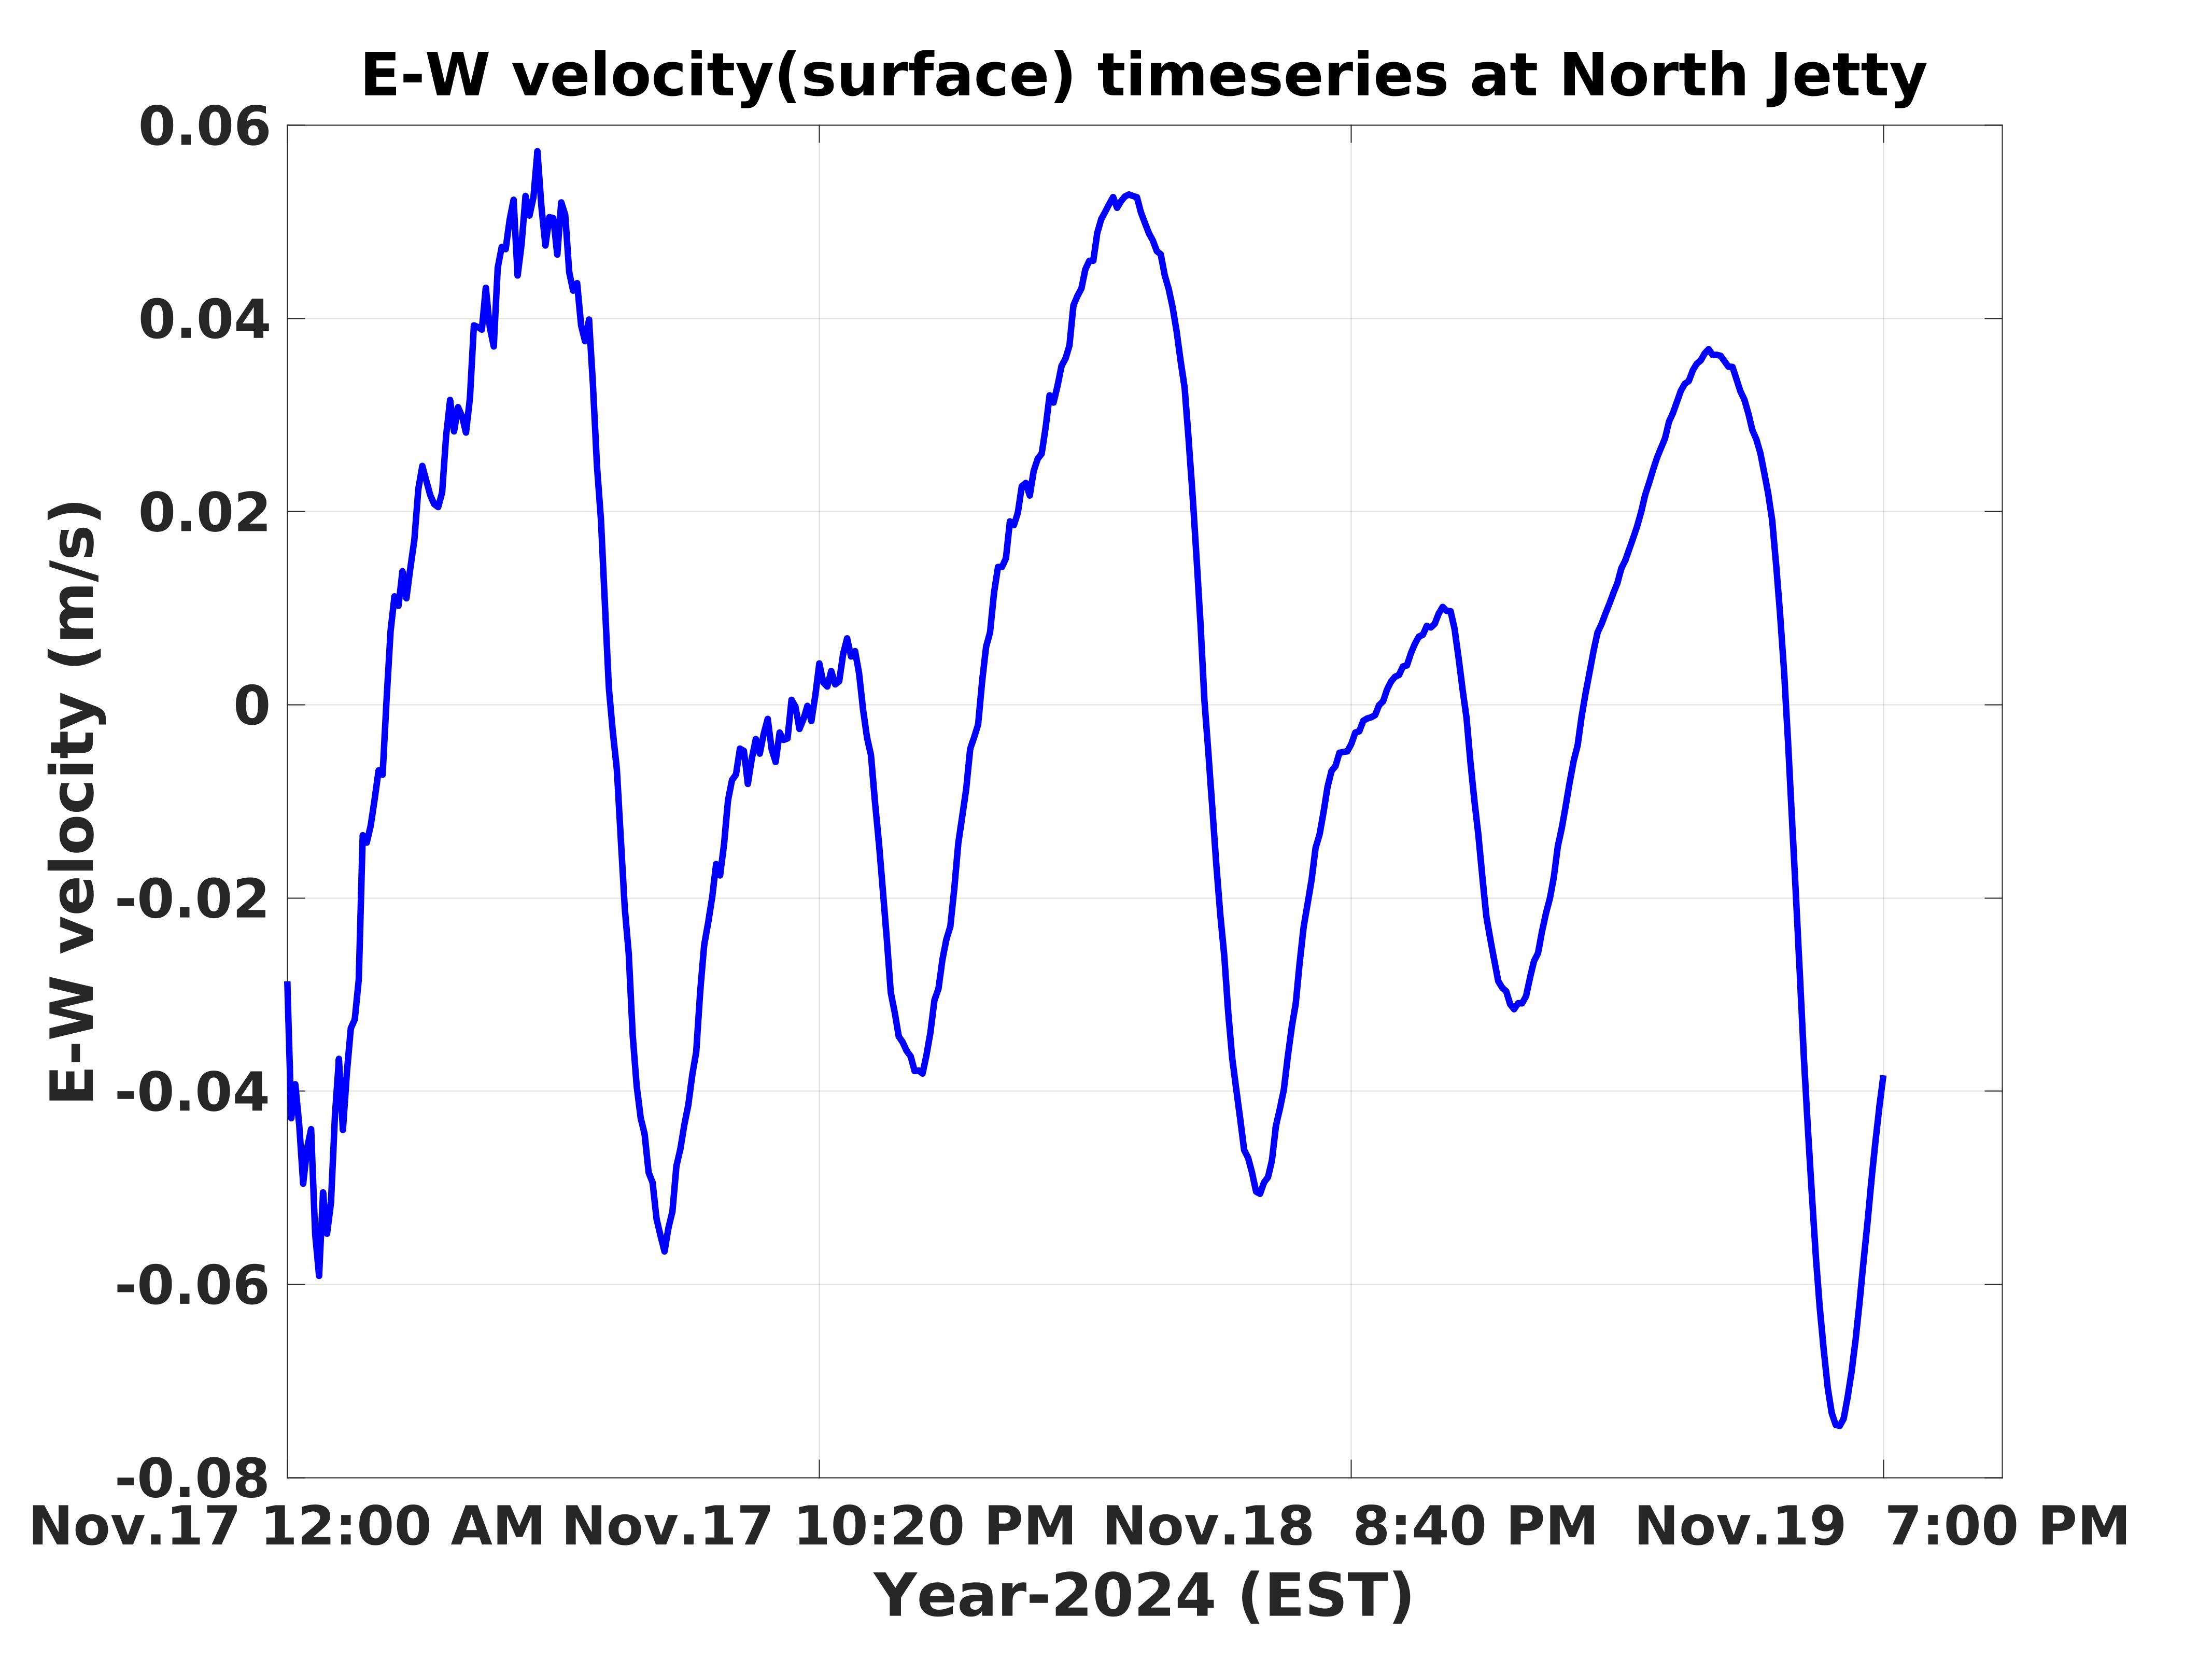 E-W velocity(surface) timeseries at North Jetty
0.06
0.04
0.02
0
-0.02
-0.04
-0.06
-0.08
E-W velocity (m/s)
Nov.17 12:00 AM Nov.17 10:20 PM Nov.18 8:40 PM Nov.19 7:00 PM
Year-2024 (EST)